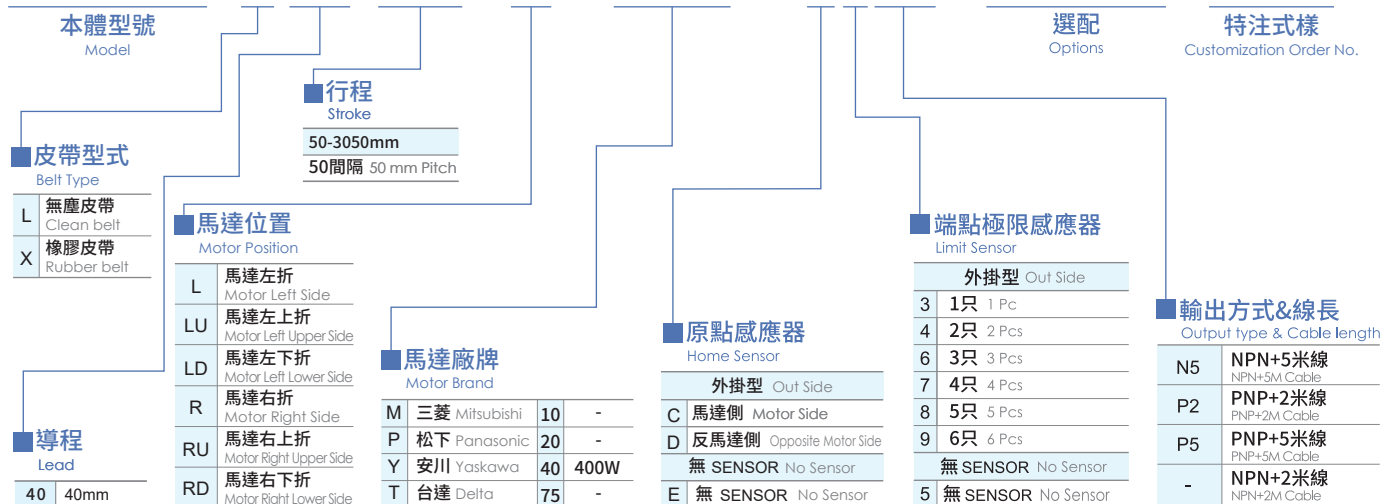 本體型號
Model
選配
Options
特注式樣
Customization Order No.
行程
Stroke
50-3050mm
50間隔 50 mm Pitch
皮帶型式
Belt Type
L 無塵皮帶
Clean belt
X 橡膠皮帶
Rubber belt
馬達位置
Motor Position
L 馬達左折
Motor Left Side
LU 馬達左上折
Motor Left Upper Side
LD 馬達左下折
Motor Left Lower Side
R 馬達右折
Motor Right Side
RU 馬達右上折
Motor Right Upper Side
RD 馬達右下折
Motor Right Lower Side
導程
Lead
40 40mm
馬達廠牌
Motor Brand
M 三菱 Mitsubishi 10 -
P 松下 Panasonic 20 -
Y 安川 Yaskawa 40 400W
T 台達 Delta 75 -
原點感應器
Home Sensor
外掛型 Out Side
C 馬達側 Motor Side
D 反馬達側 Opposite Motor Side
無 SENSOR No Sensor
E 無 SENSOR No Sensor
端點極限感應器
Limit Sensor
外掛型 Out Side
3 1只 1 Pc
4 2只 2 Pcs
6 3只 3 Pcs
7 4只 4 Pcs
8 5只 5 Pcs
9 6只 6 Pcs
無 SENSOR No Sensor
5 無 SENSOR No Sensor
輸出方式&線長
Output type & Cable length
N5 NPN+5米線
NPN+5M Cable
P2 PNP+2米線
PNP+2M Cable
P5 PNP+5米線
PNP+5M Cable
- NPN+2米線
NPN+2M Cable